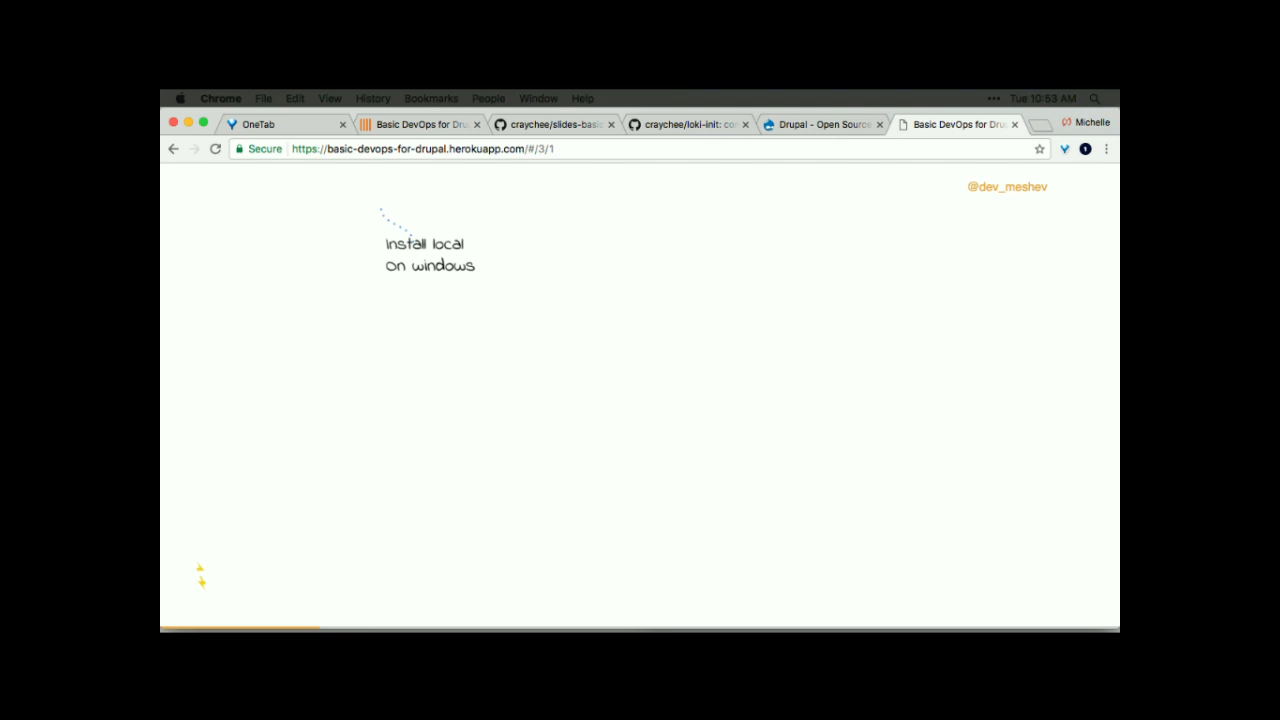 Chrome File Edit View History Bookmarks People Window Help ••• Tue 10:53 AM
OneTab Basic DevOps for Dru craychee/slides-basic craychee/loki-init: con Drupal - Open Source Basic DevOps for Dru Michelle
Secure https://basic-devops-for-drupal.herokuapp.com/#/3/1
@dev_meshev
install local
on windows